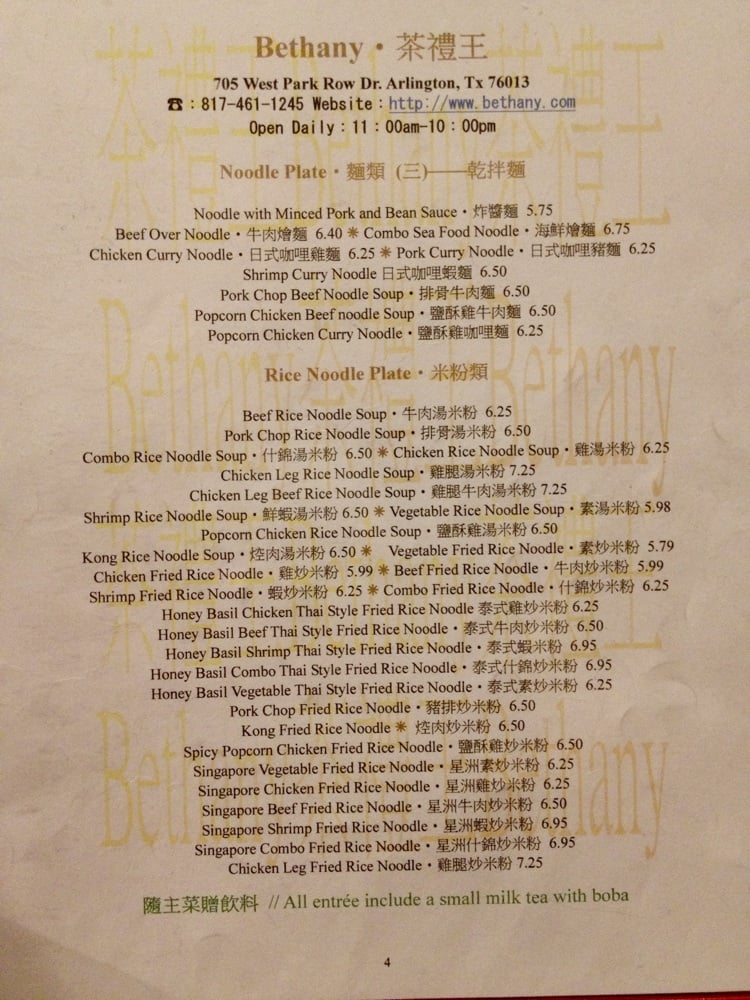 Bethany • 茶禮王
705 West Park Row Dr. Arlington, Tx 76013
☎ : 817-461-1245 Website : http://www.bethany.com
Open Daily : 11 : 00am-10 : 00pm
Noodle Plate • 麵類 (三)——乾拌麵
Noodle with Minced Pork and Bean Sauce • 炸醬麵 5.75
Beef Over Noodle • 牛肉燴麵 6.40 ✳ Combo Sea Food Noodle • 海鮮燴麵 6.75
Chicken Curry Noodle • 日式咖哩雞麵 6.25 ✳ Pork Curry Noodle • 日式咖哩豬麵 6.25
Shrimp Curry Noodle 日式咖哩蝦麵 6.50
Pork Chop Beef Noodle Soup • 排骨牛肉麵 6.50
Popcorn Chicken Beef noodle Soup • 鹽酥雞牛肉麵 6.50
Popcorn Chicken Curry Noodle • 鹽酥雞咖哩麵 6.25
Rice Noodle Plate • 米粉類
Beef Rice Noodle Soup • 牛肉湯米粉 6.25
Pork Chop Rice Noodle Soup • 排骨湯米粉 6.50
Combo Rice Noodle Soup • 什錦湯米粉 6.50 ✳ Chicken Rice Noodle Soup • 雞湯米粉 6.25
Chicken Leg Rice Noodle Soup • 雞腿湯米粉 7.25
Chicken Leg Beef Rice Noodle Soup • 雞腿牛肉湯米粉 7.25
Shrimp Rice Noodle Soup • 鮮蝦湯米粉 6.50 ✳ Vegetable Rice Noodle Soup • 素湯米粉 5.98
Popcorn Chicken Rice Noodle Soup • 鹽酥雞湯米粉 6.50
Kong Rice Noodle Soup • 焢肉湯米粉 6.50 ✳ Vegetable Fried Rice Noodle • 素炒米粉 5.79
Chicken Fried Rice Noodle • 雞炒米粉 5.99 ✳ Beef Fried Rice Noodle • 牛肉炒米粉 5.99
Shrimp Fried Rice Noodle • 蝦炒米粉 6.25 ✳ Combo Fried Rice Noodle • 什錦炒米粉 6.25
Honey Basil Chicken Thai Style Fried Rice Noodle 泰式雞炒米粉 6.25
Honey Basil Beef Thai Style Fried Rice Noodle • 泰式牛肉炒米粉 6.50
Honey Basil Shrimp Thai Style Fried Rice Noodle • 泰式蝦米粉 6.95
Honey Basil Combo Thai Style Fried Rice Noodle • 泰式什錦炒米粉 6.95
Honey Basil Vegetable Thai Style Fried Rice Noodle • 泰式素炒米粉 6.25
Pork Chop Fried Rice Noodle • 豬排炒米粉 6.50
Kong Fried Rice Noodle ✳ 焢肉炒米粉 6.50
Spicy Popcorn Chicken Fried Rice Noodle • 鹽酥雞炒米粉 6.50
Singapore Vegetable Fried Rice Noodle • 星洲素炒米粉 6.25
Singapore Chicken Fried Rice Noodle • 星洲雞炒米粉 6.25
Singapore Beef Fried Rice Noodle • 星洲牛肉炒米粉 6.50
Singapore Shrimp Fried Rice Noodle • 星洲蝦炒米粉 6.95
Singapore Combo Fried Rice Noodle • 星洲什錦炒米粉 6.95
Chicken Leg Fried Rice Noodle • 雞腿炒米粉 7.25
隨主菜贈飲料 // All entrée include a small milk tea with boba
4